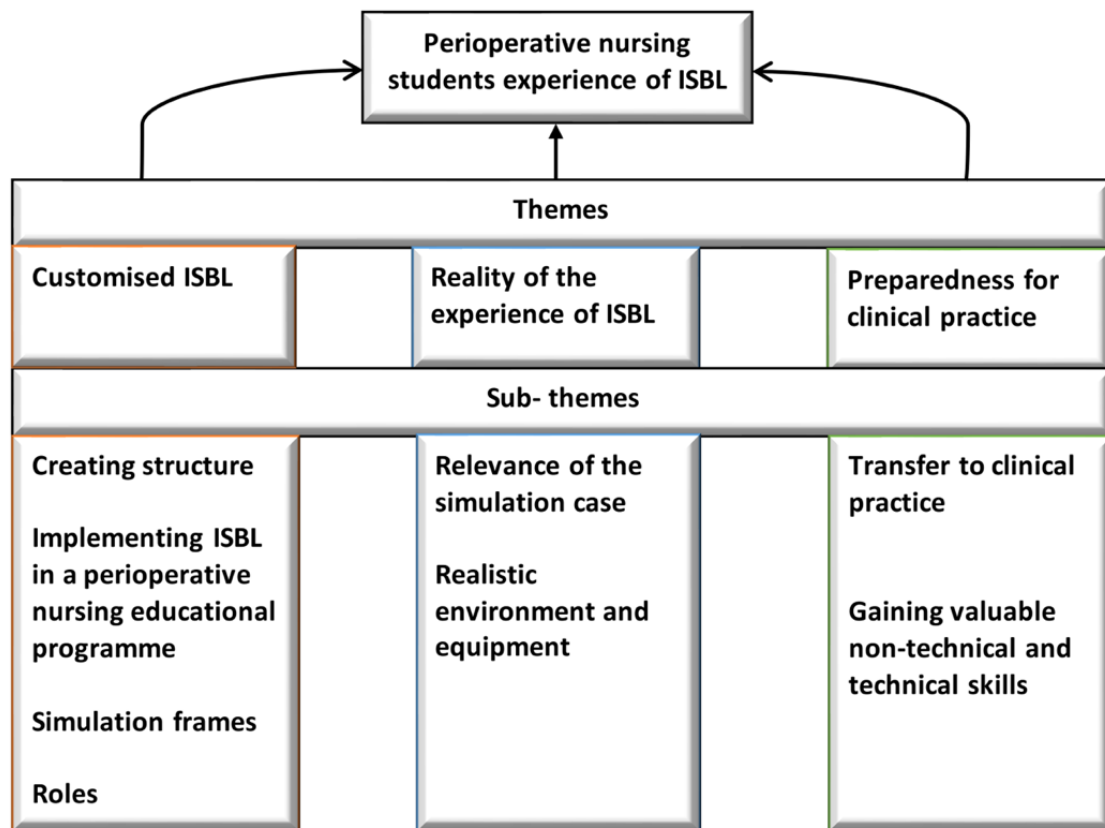 Perioperative nursing
students experience of ISBL
Themes
Customised ISBL
Reality of the
experience of ISBL
Preparedness for
clinical practice
Sub- themes
Creating structure
Implementing ISBL
in a perioperative
nursing educational
programme
Simulation frames
Roles
Relevance of the
simulation case
Realistic
environment and
equipment
Transfer to clinical
practice
Gaining valuable
non-technical and
technical skills